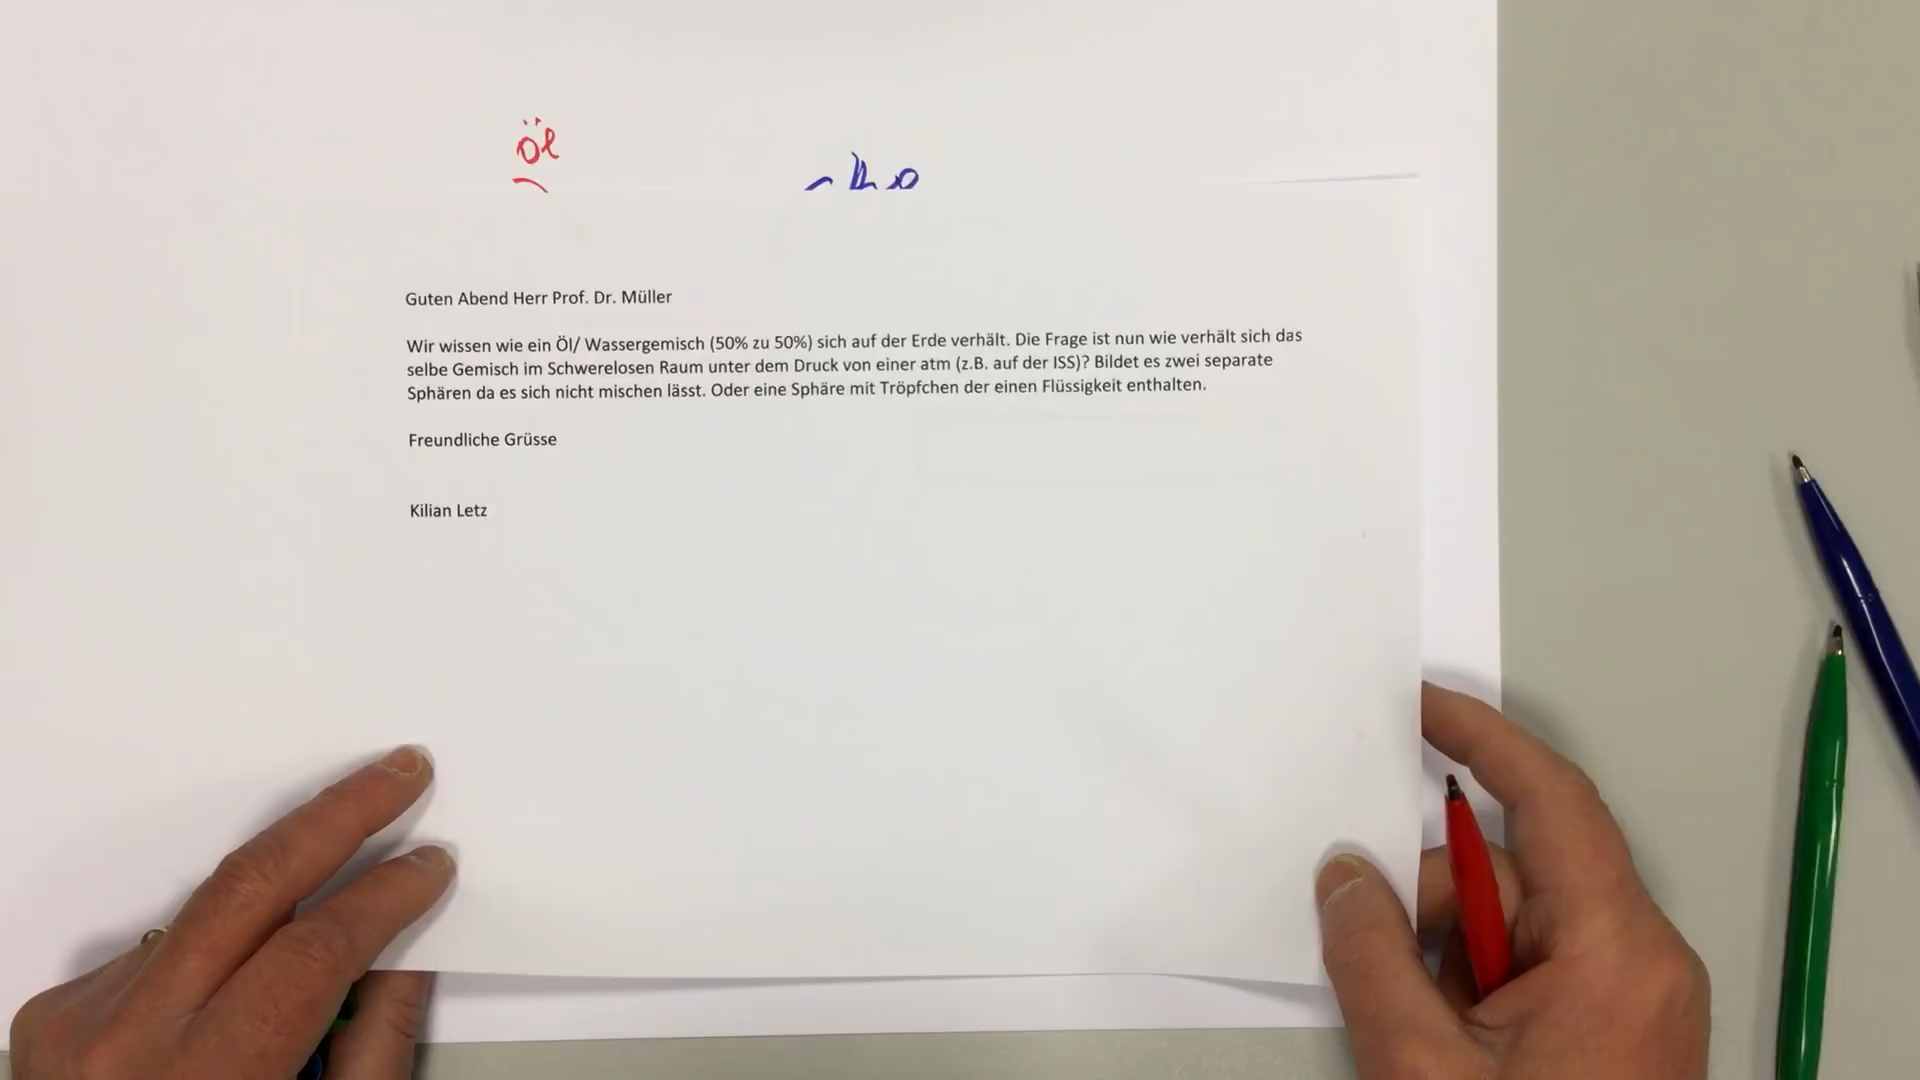 Öl
Guten Abend Herr Prof. Dr. Müller
Wir wissen wie ein Öl/ Wassergemisch (50% zu 50%) sich auf der Erde verhält. Die Frage ist nun wie verhält sich das
selbe Gemisch im Schwerelosen Raum unter dem Druck von einer atm (z.B. auf der ISS)? Bildet es zwei separate
Sphären da es sich nicht mischen lässt. Oder eine Sphäre mit Tröpfchen der einen Flüssigkeit enthalten.
Freundliche Grüsse
Kilian Letz